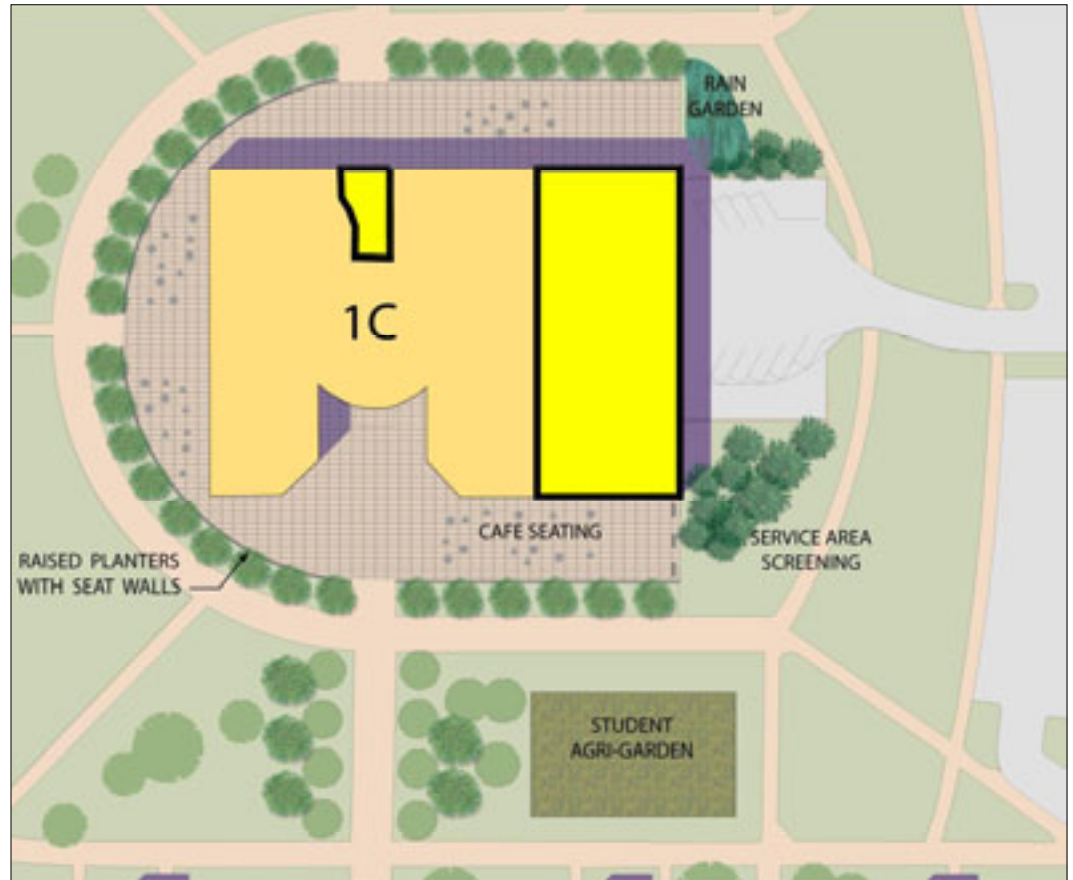 RAIN
GARDEN
1C
CAFE SEATING
SERVICE AREA
SCREENING
RAISED PLANTERS
WITH SEAT WALLS
STUDENT
AGRI-GARDEN